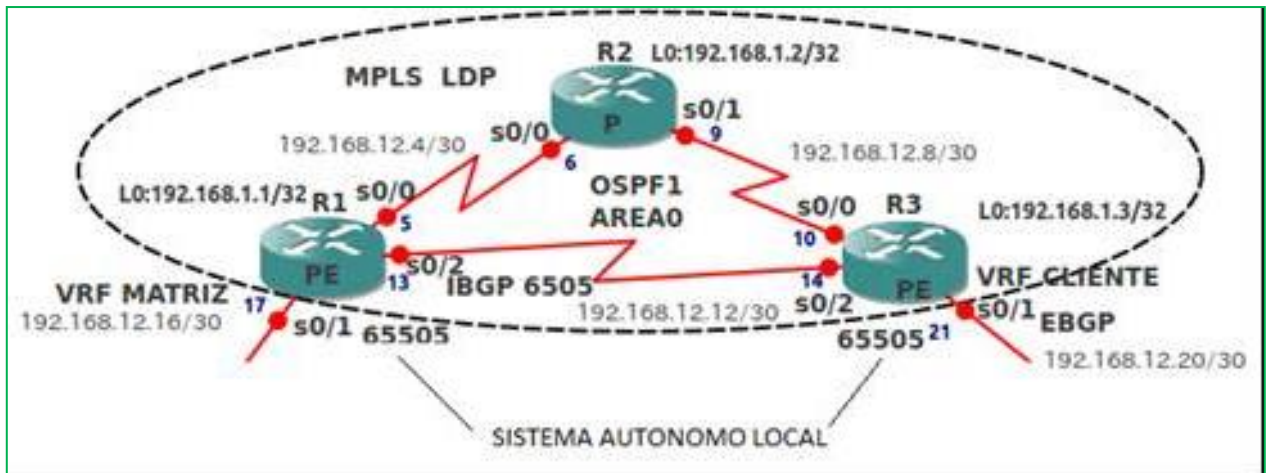 R2 L0:192.168.1.2/32
MPLS LDP
s0/1
s0/0
P
9
192.168.12.4/30
6
192.168.12.8/30
L0:192.168.1.1/32
s0/0
R1
5
OSPF1
AREA0
s0/0
R3
L0:192.168.1.3/32
10
PE
s0/2
13
IBGP 6505
14
PE
VRF CLIENTE
VRF MATRIZ
17
192.168.12.16/30
s0/1
65505
192.168.12.12/30
s0/2
65505
21
s0/1
EBGP
192.168.12.20/30
SISTEMA AUTONOMO LOCAL